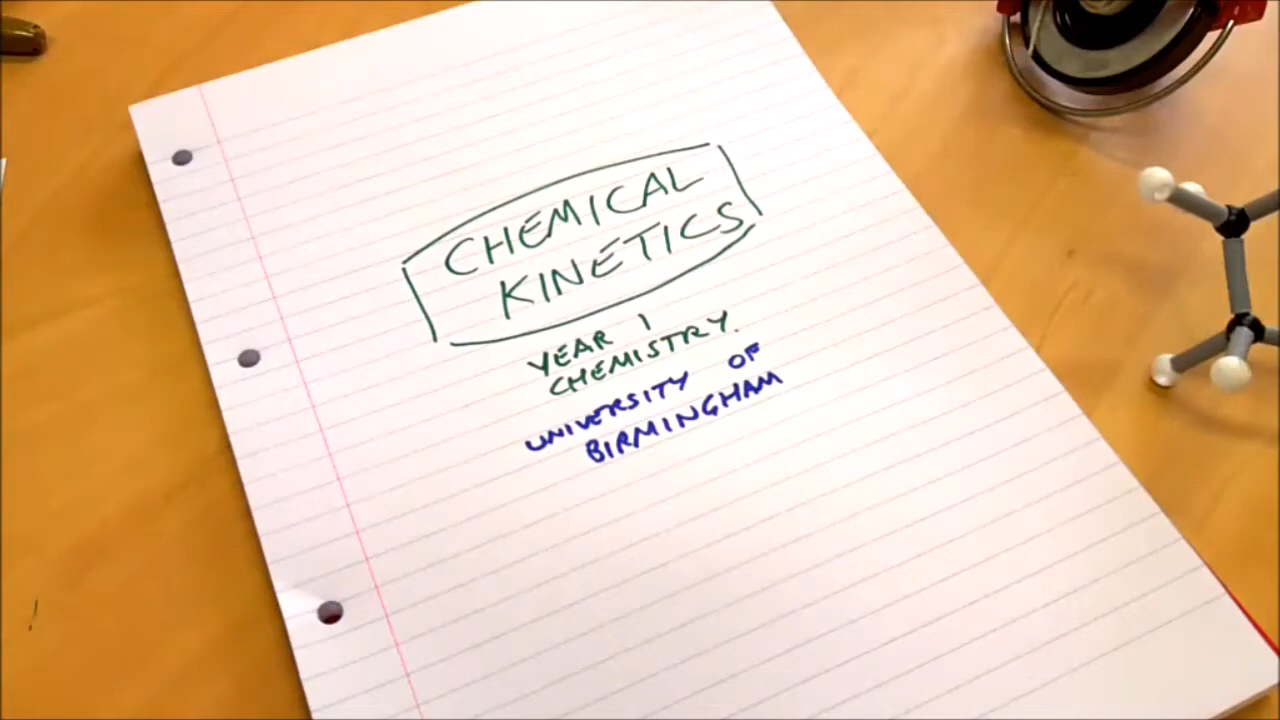 CHEMICAL
KINETICS
YEAR 1
CHEMISTRY.
UNIVERSITY OF
BIRMINGHAM